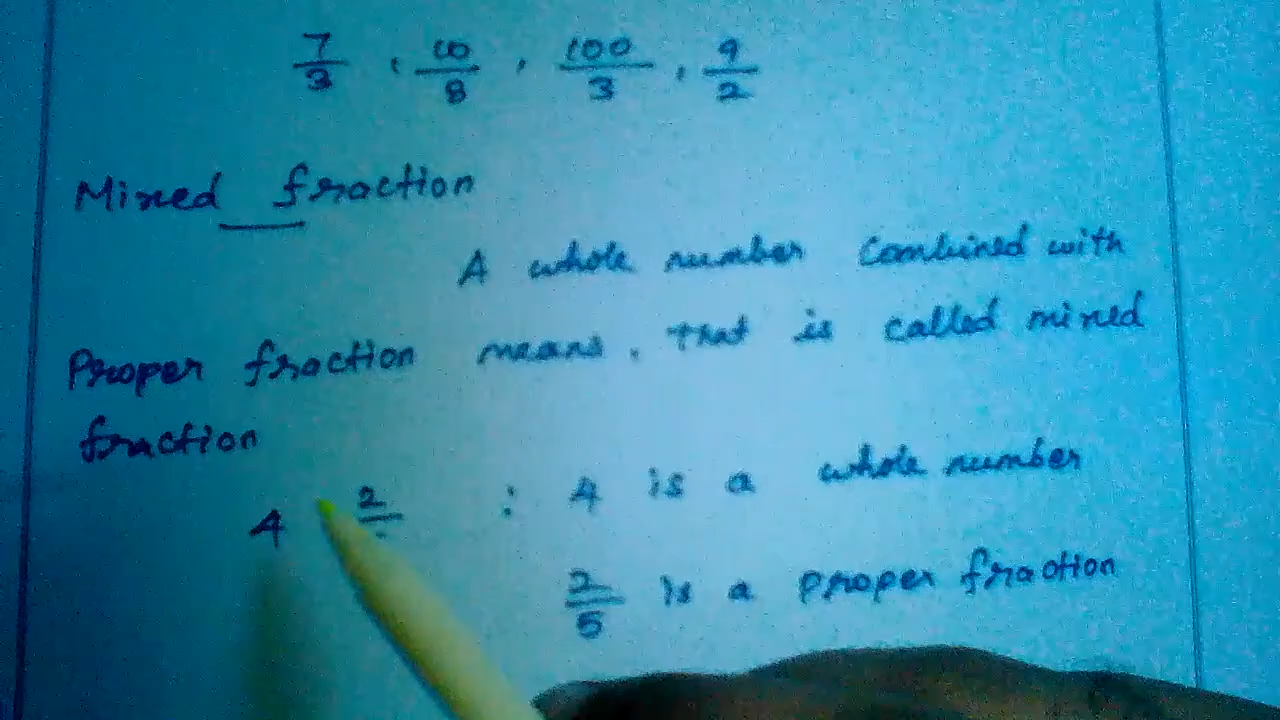 7/3 , 10/8 , 100/3 , 9/2
Mixed fraction
A whole number combined with
Proper fraction means, that is called mixed
fraction
4 2/ : 4 is a whole number
2/5 is a proper fraction